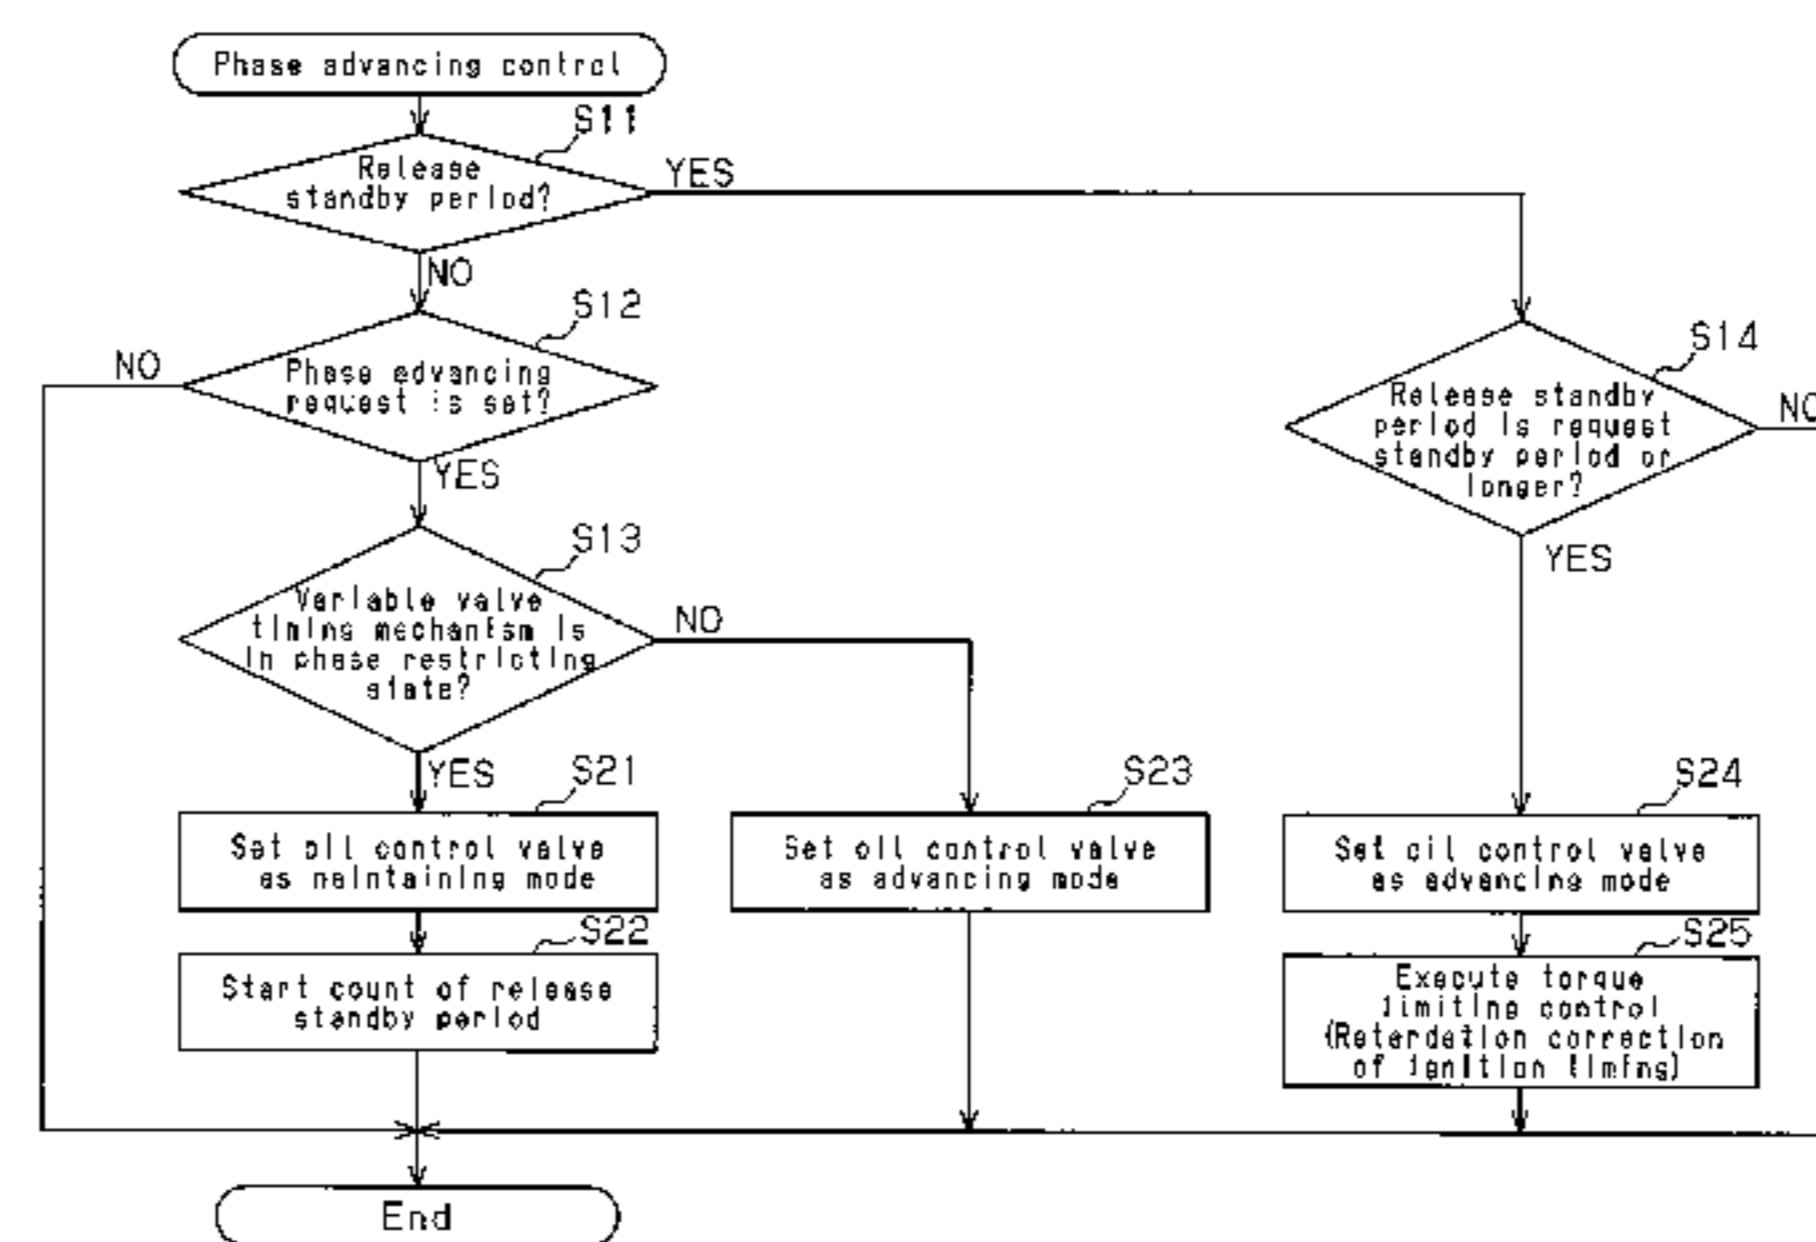 Phase advancing control
S11
Release
standby period?
YES
NO
S12
Phase advancing
request is set?
NO
YES
S14
Release standby
period is request
standby period or
longer?
NO
YES
S13
Variable valve
timing mechanism is
in phase restricting
state?
NO
YES
S21
Set oil control valve
as maintaining mode
S23
Set oil control valve
as advancing mode
S24
Set oil control valve
as advancing mode
S22
Start count of release
standby period
S25
Execute torque
limiting control
(Retardation correction
of ignition timing)
End